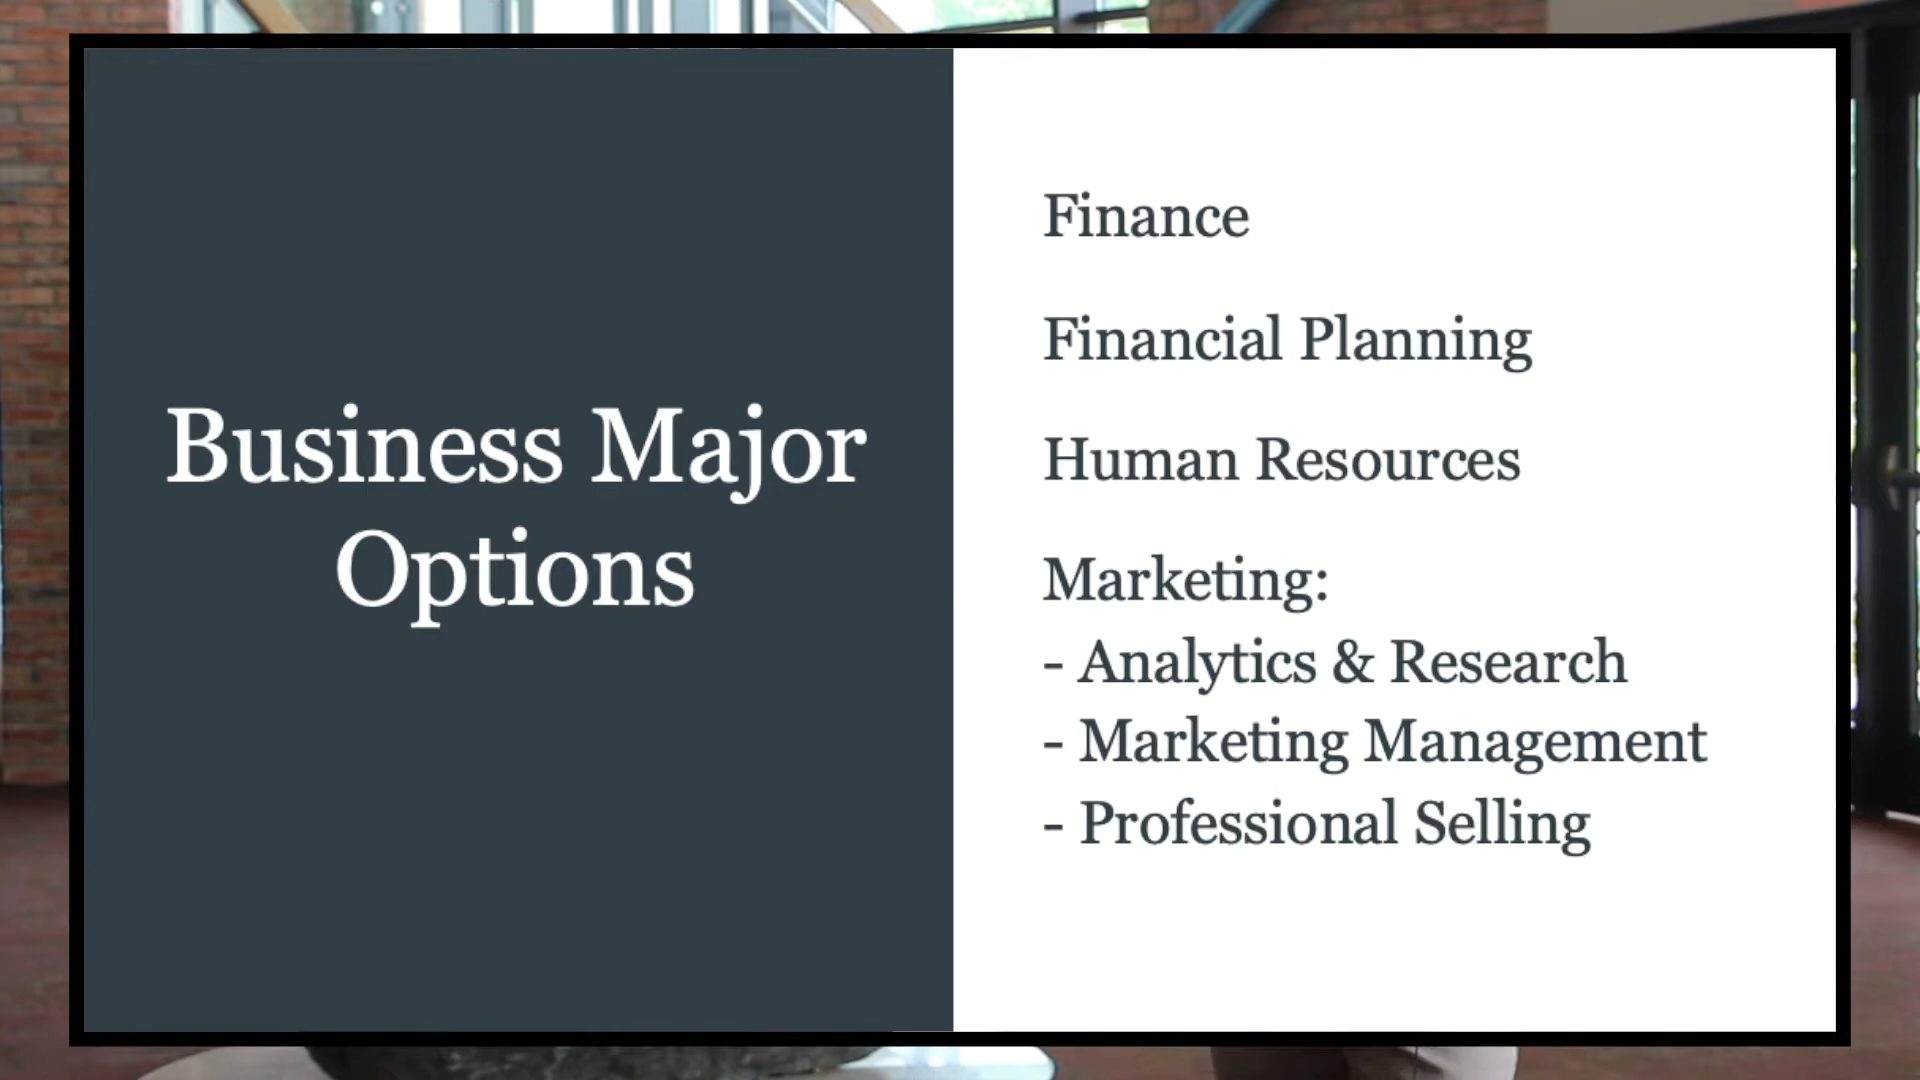 Business Major
Options
Finance
Financial Planning
Human Resources
Marketing:
- Analytics & Research
- Marketing Management
- Professional Selling